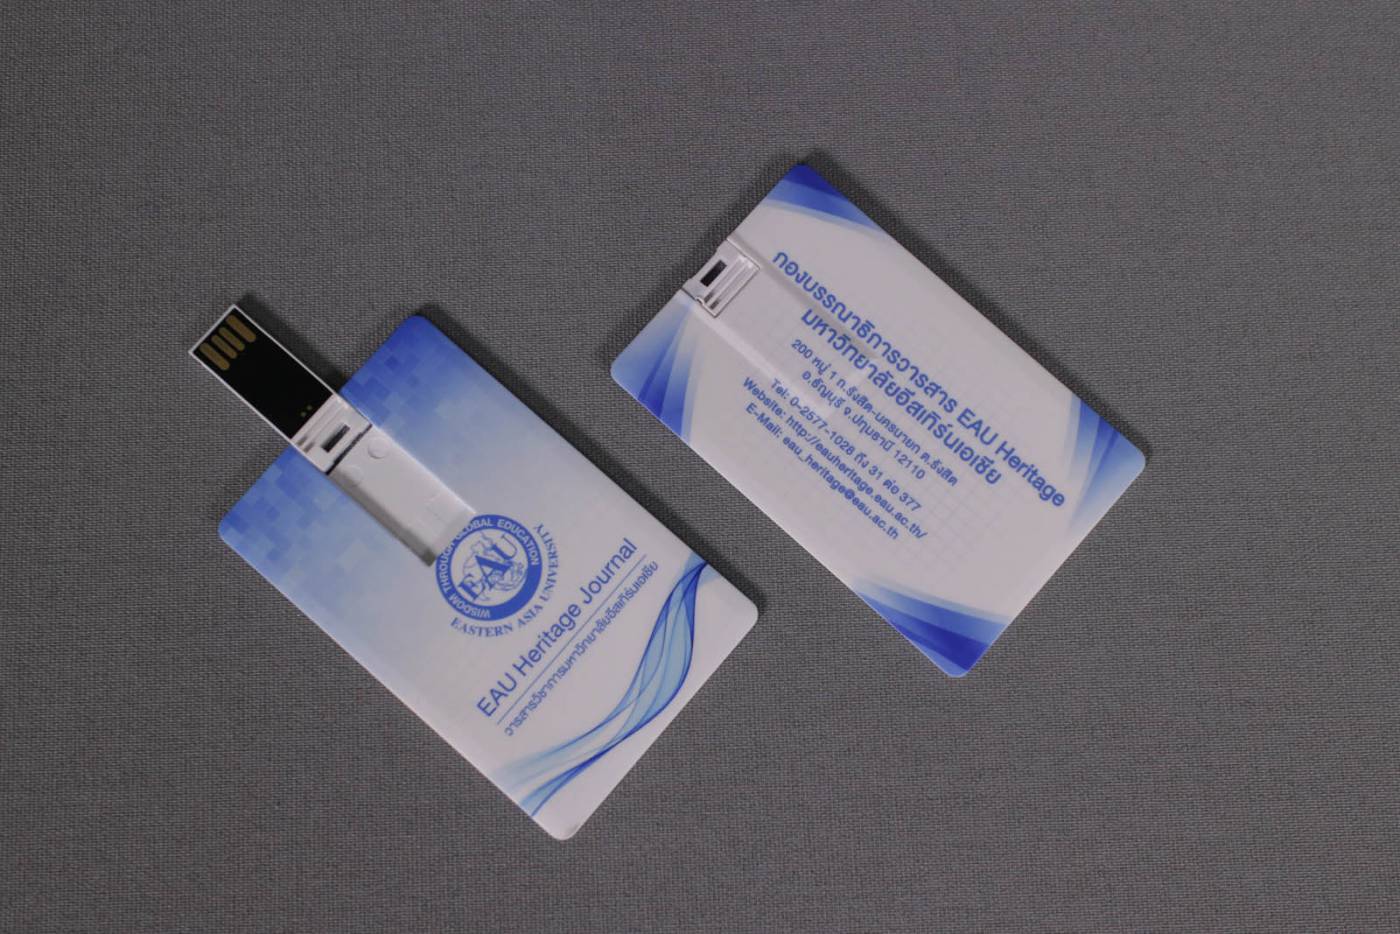 WISDOM THROUGH GLOBAL EDUCATION
EAU
EASTERN ASIA UNIVERSITY
EAU Heritage Journal
วารสารวิชาการมหาวิทยาลัยอีสเทิร์นเอเชีย
กองบรรณาธิการวารสาร EAU Heritage
มหาวิทยาลัยอีสเทิร์นเอเชีย
200 หมู่ 1 ถ.รังสิต-นครนายก ต.รังสิต
อ.ธัญบุรี จ.ปทุมธานี 12110
Tel: 0-2577-1028 ถึง 31 ต่อ 377
Website: http://eauheritage.eau.ac.th/
E-Mail: eau_heritage@eau.ac.th